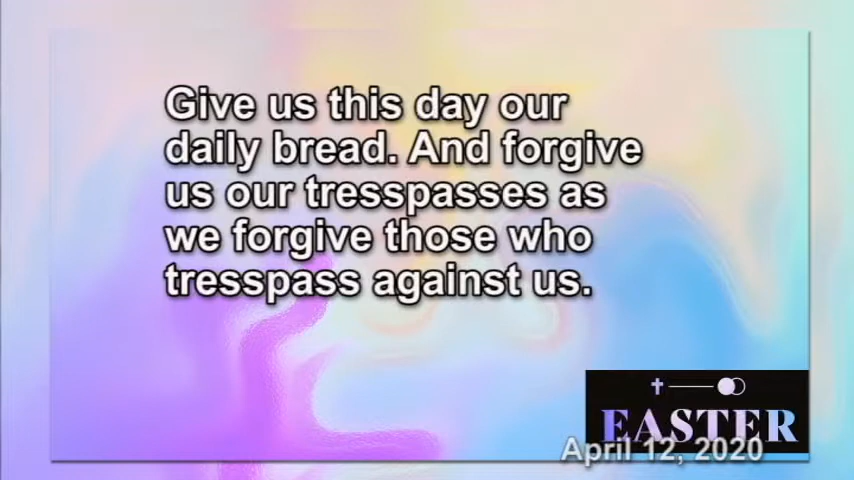 Give us this day our
daily bread. And forgive
us our tresspasses as
we forgive those who
tresspass against us.
EASTER
April 12, 2020